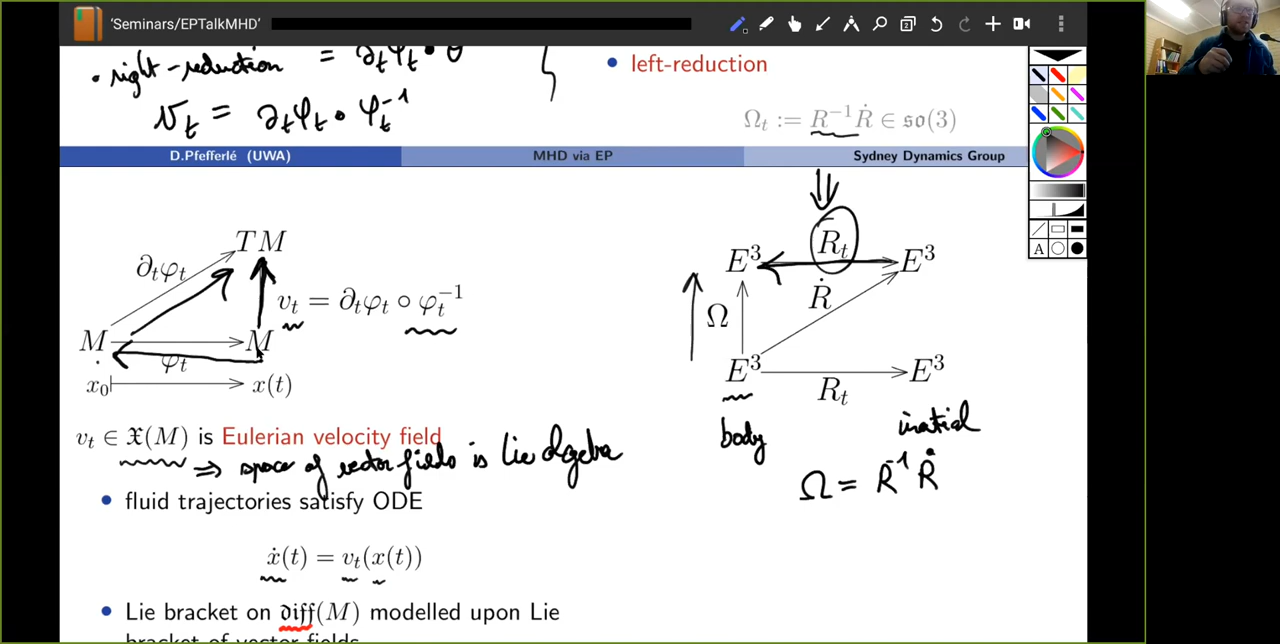 'Seminars/EPTalkMHD'
• right-reduction = ∂ₜφₜ∘
vₜ = ∂ₜφₜ∘φₜ⁻¹
• left-reduction
Ωₜ := R⁻¹Ṙ ∈ 𝔰𝔬(3)
D.Pfefferlé (UWA) MHD via EP Sydney Dynamics Group
TM
∂ₜφₜ
vₜ = ∂ₜφₜ ∘ φₜ⁻¹
M M
φₜ
x₀ x(t)
vₜ ∈ 𝔛(M) is Eulerian velocity field
⇒ space of vector fields is Lie algebra
• fluid trajectories satisfy ODE
ẋ(t) = vₜ(x(t))
• Lie bracket on 𝔡𝔦𝔣𝔣(M) modelled upon Lie
bracket of vector fields
Rₜ
E³ E³
Ṙ
Ω
E³ E³
Rₜ
body inertial
Ω = R⁻¹Ṙ
A